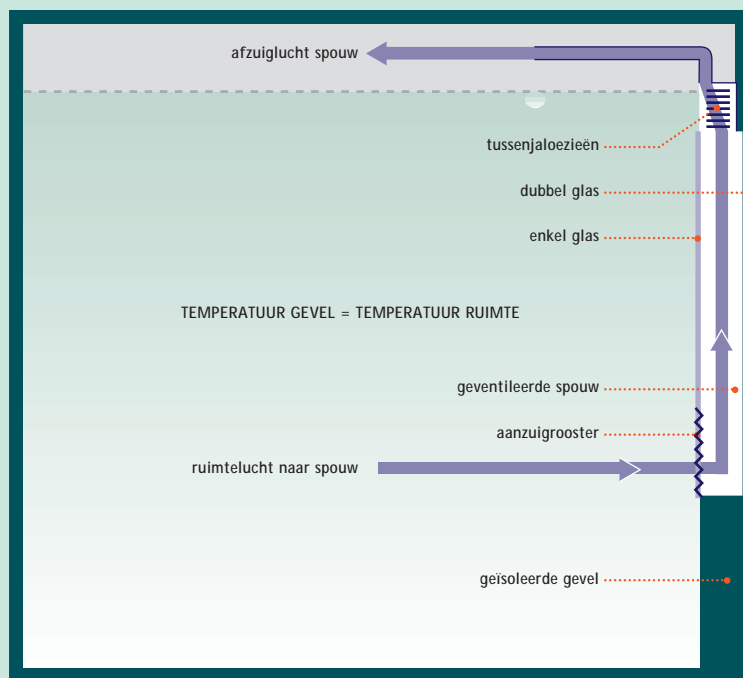 afzuiglucht spouw
tussenjaloezieën
dubbel glas
enkel glas
TEMPERATUUR GEVEL = TEMPERATUUR RUIMTE
geventileerde spouw
aanzuigrooster
ruimtelucht naar spouw
geïsoleerde gevel